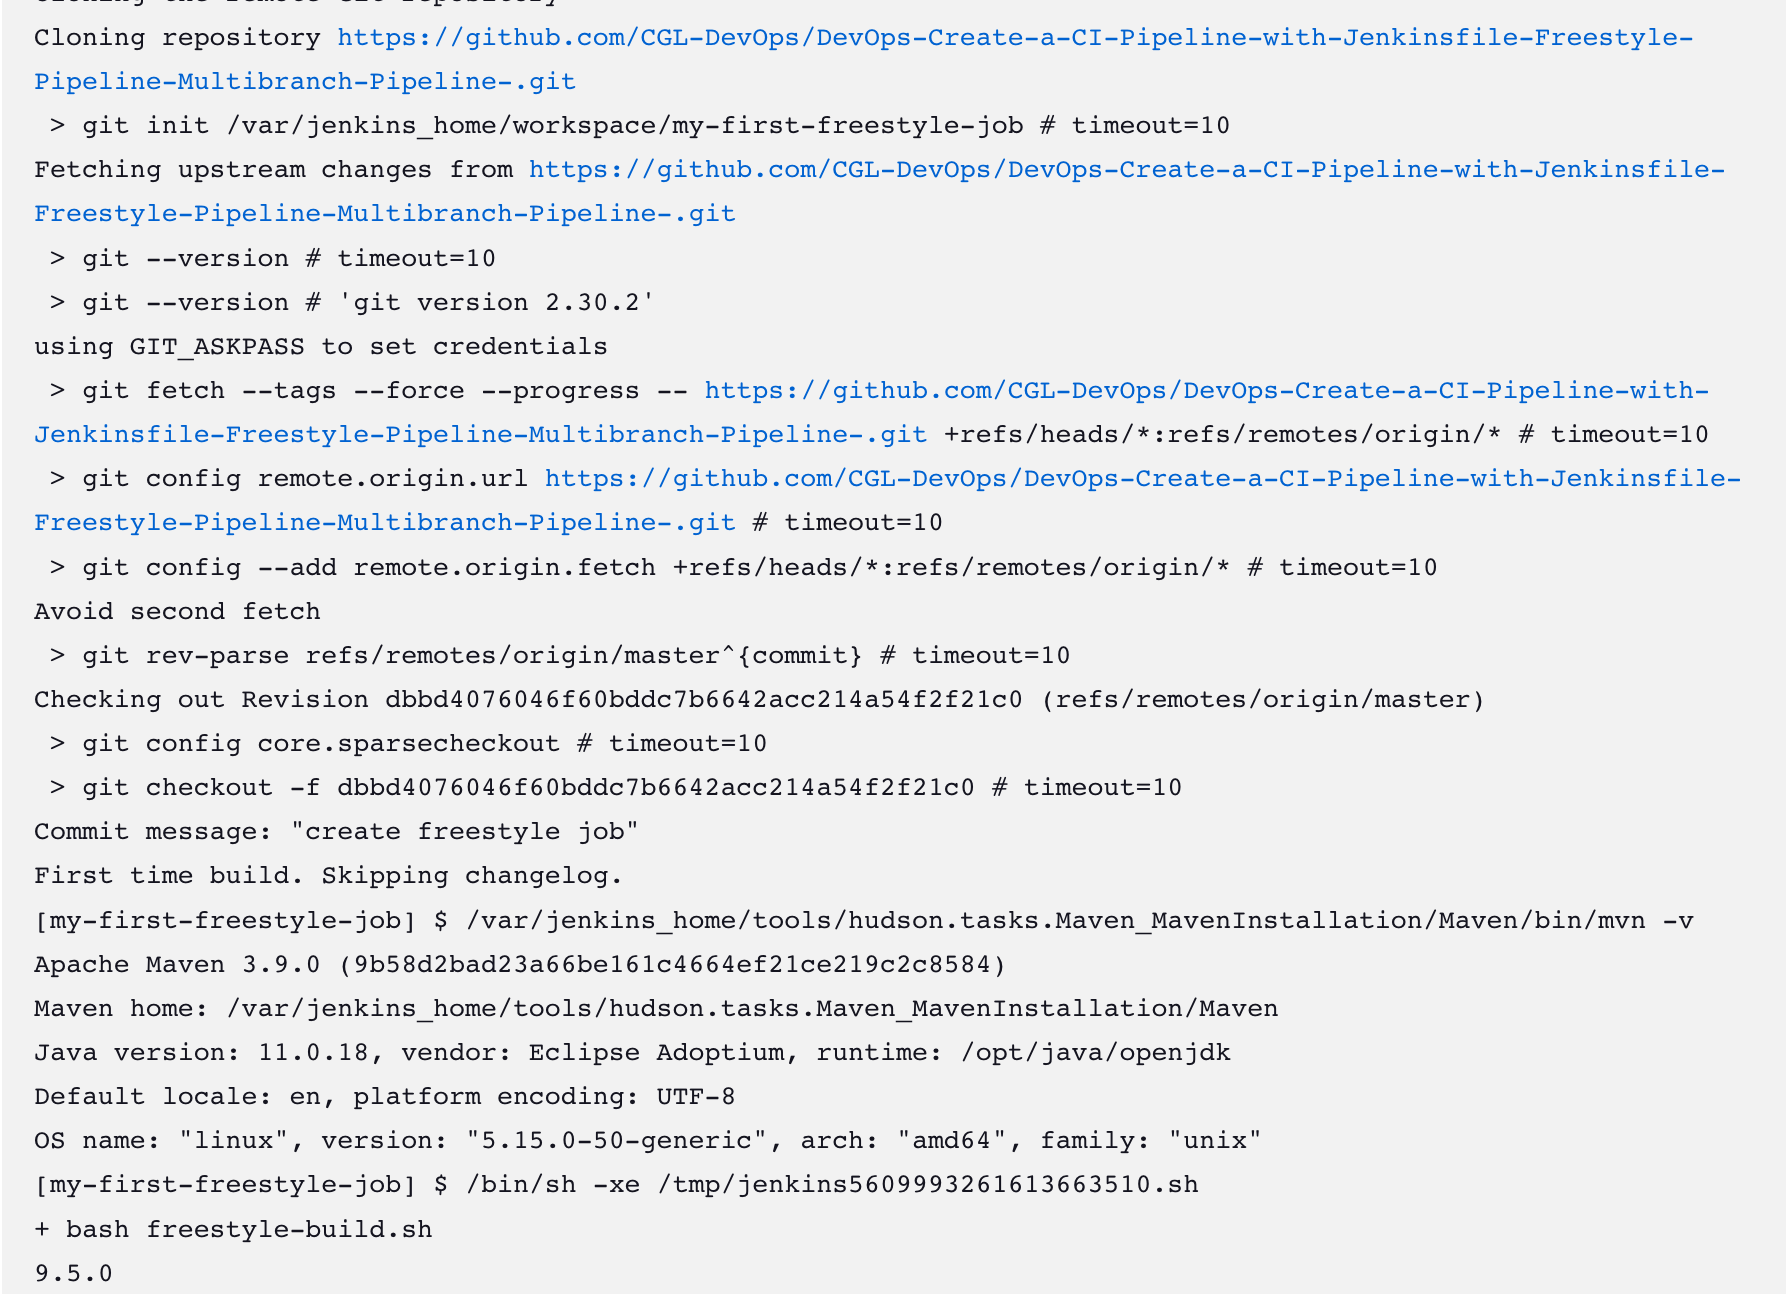 Cloning the remote Git repository
Cloning repository https://github.com/CGL-DevOps/DevOps-Create-a-CI-Pipeline-with-Jenkinsfile-Freestyle-
Pipeline-Multibranch-Pipeline-.git
 > git init /var/jenkins_home/workspace/my-first-freestyle-job # timeout=10
Fetching upstream changes from https://github.com/CGL-DevOps/DevOps-Create-a-CI-Pipeline-with-Jenkinsfile-
Freestyle-Pipeline-Multibranch-Pipeline-.git
 > git --version # timeout=10
 > git --version # 'git version 2.30.2'
using GIT_ASKPASS to set credentials
 > git fetch --tags --force --progress -- https://github.com/CGL-DevOps/DevOps-Create-a-CI-Pipeline-with-
Jenkinsfile-Freestyle-Pipeline-Multibranch-Pipeline-.git +refs/heads/*:refs/remotes/origin/* # timeout=10
 > git config remote.origin.url https://github.com/CGL-DevOps/DevOps-Create-a-CI-Pipeline-with-Jenkinsfile-
Freestyle-Pipeline-Multibranch-Pipeline-.git # timeout=10
 > git config --add remote.origin.fetch +refs/heads/*:refs/remotes/origin/* # timeout=10
Avoid second fetch
 > git rev-parse refs/remotes/origin/master^{commit} # timeout=10
Checking out Revision dbbd4076046f60bddc7b6642acc214a54f2f21c0 (refs/remotes/origin/master)
 > git config core.sparsecheckout # timeout=10
 > git checkout -f dbbd4076046f60bddc7b6642acc214a54f2f21c0 # timeout=10
Commit message: "create freestyle job"
First time build. Skipping changelog.
[my-first-freestyle-job] $ /var/jenkins_home/tools/hudson.tasks.Maven_MavenInstallation/Maven/bin/mvn -v
Apache Maven 3.9.0 (9b58d2bad23a66be161c4664ef21ce219c2c8584)
Maven home: /var/jenkins_home/tools/hudson.tasks.Maven_MavenInstallation/Maven
Java version: 11.0.18, vendor: Eclipse Adoptium, runtime: /opt/java/openjdk
Default locale: en, platform encoding: UTF-8
OS name: "linux", version: "5.15.0-50-generic", arch: "amd64", family: "unix"
[my-first-freestyle-job] $ /bin/sh -xe /tmp/jenkins5609993261613663510.sh
+ bash freestyle-build.sh
9.5.0